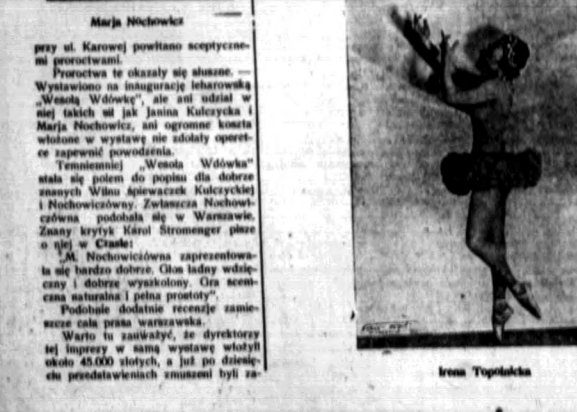 Marja Nochowicz
przy ul. Karowej powitano sceptyczne-
mi proroctwami.
Proroctwa te okazały się słuszne. —
Wystawiono na inaugurację leharowską
„Wesołą Wdówkę", ale ani udział w
niej takich sił jak Janina Kulczycka i
Marja Nochowicz, ani ogromne koszta
włożone w wystawę nie zdołały operet-
ce zapewnić powodzenia.
Temniemniej „Wesoła Wdówka"
stała się polem do popisu dla dobrze
znanych Wilnu śpiewaczek Kulczyckiej
i Nochowiczówny. Zwłaszcza Nochowi-
czówna podobała się w Warszawie.
Znany krytyk Karol Stromenger pisze
o niej w Czasie:
„M. Nochowiczówna zaprezentowa-
ła się bardzo dobrze. Głos ładny wdzię-
czny i dobrze wyszkolony. Gra sceni-
czna naturalna i pełna prostoty".
Podobnie dodatnie recenzje zamie-
szcze cała prasa warszawska.
Warto tu zauważyć, że dyrektorzy
tej imprezy w samą wystawę włożyli
około 45.000 złotych, a już po dziesię-
ciu przedstawieniach zmuszeni byli za-
Irena Topolnicka